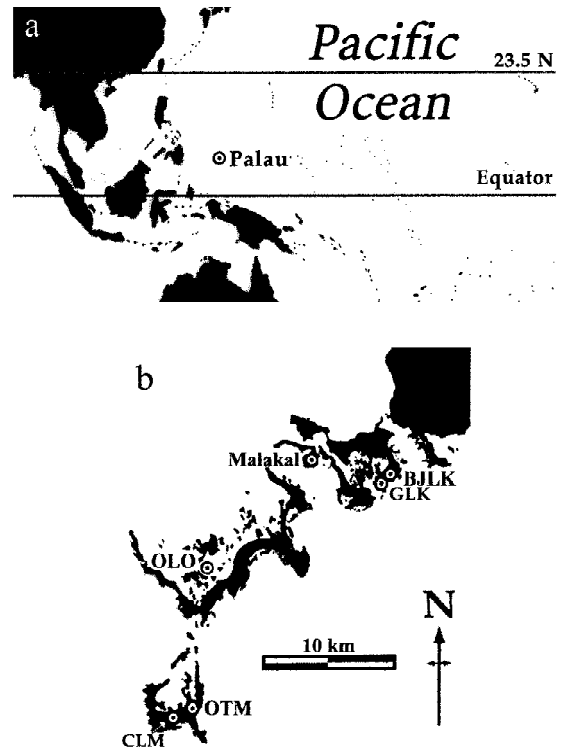 a
Pacific
23.5 N
Ocean
Palau
Equator
b
Malakal
BJLK
GLK
OLO
N
10 km
OTM
CLM